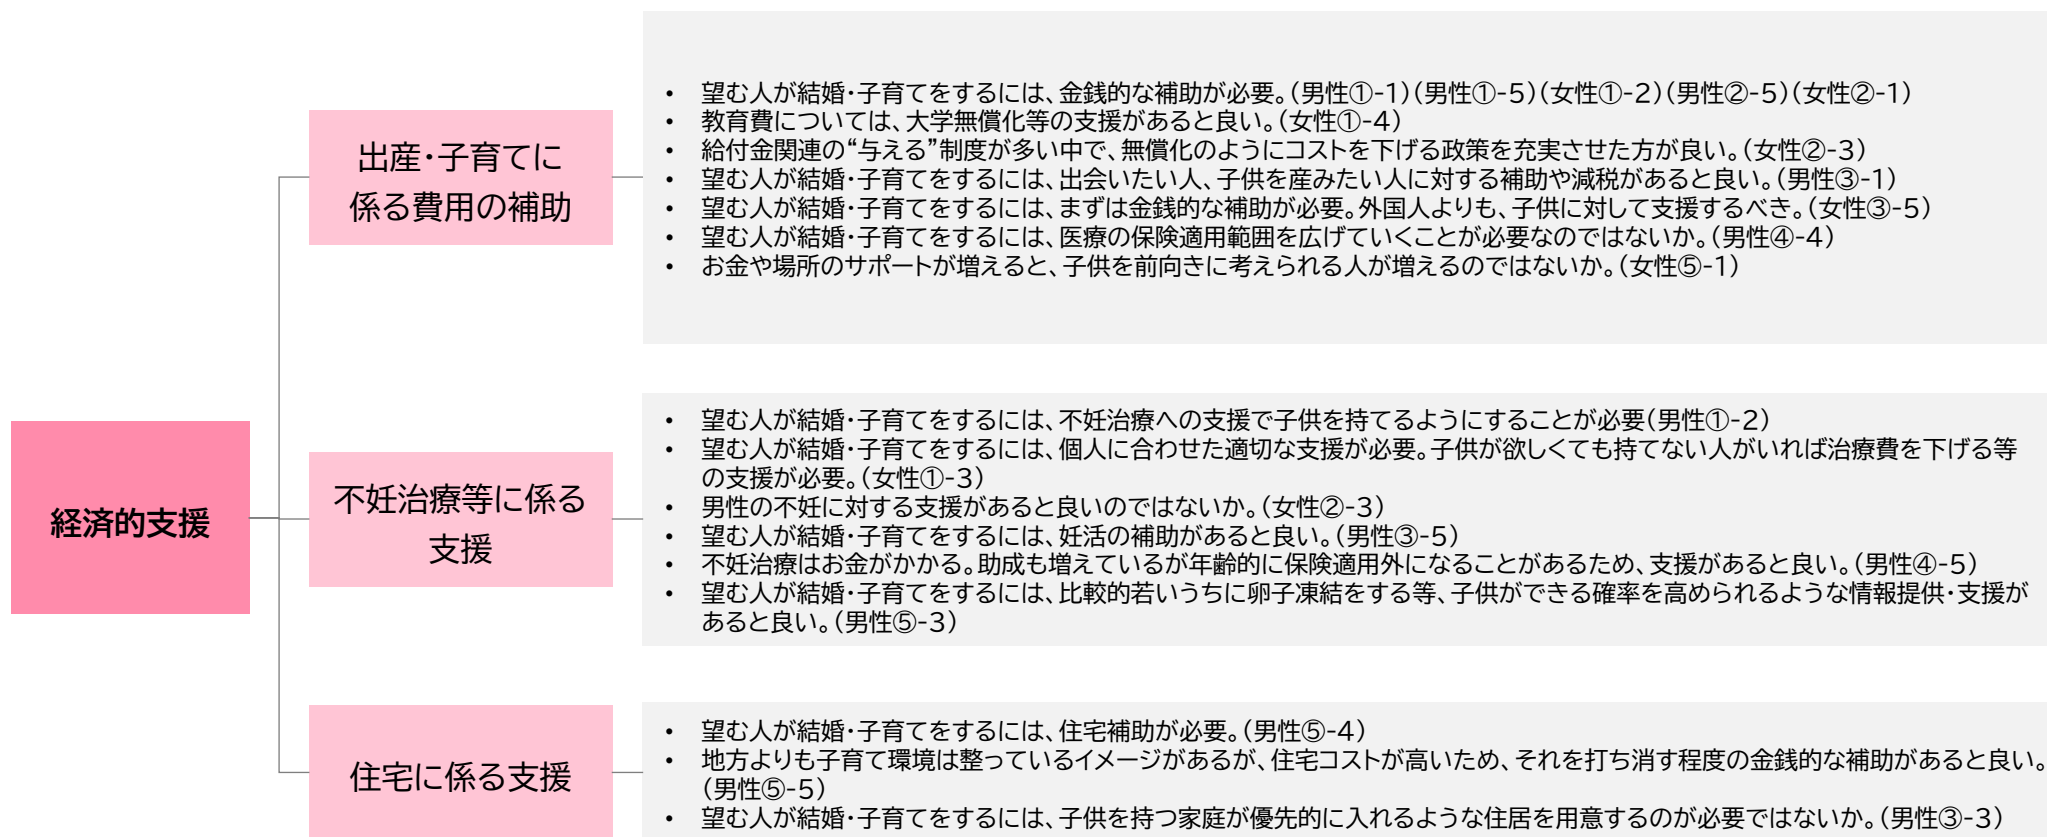 経済的支援
出産・子育てに
係る費用の補助
• 望む人が結婚・子育てをするには、金銭的な補助が必要。(男性①-1)(男性①-5)(女性①-2)(男性②-5)(女性②-1)
• 教育費については、大学無償化等の支援があると良い。(女性①-4)
• 給付金関連の“与える”制度が多い中で、無償化のようにコストを下げる政策を充実させた方が良い。(女性②-3)
• 望む人が結婚・子育てをするには、出会いたい人、子供を産みたい人に対する補助や減税があると良い。(男性③-1)
• 望む人が結婚・子育てをするには、まずは金銭的な補助が必要。外国人よりも、子供に対して支援するべき。(女性③-5)
• 望む人が結婚・子育てをするには、医療の保険適用範囲を広げていくことが必要なのではないか。(男性④-4)
• お金や場所のサポートが増えると、子供を前向きに考えられる人が増えるのではないか。(女性⑤-1)
不妊治療等に係る
支援
• 望む人が結婚・子育てをするには、不妊治療への支援で子供を持てるようにすることが必要(男性①-2)
• 望む人が結婚・子育てをするには、個人に合わせた適切な支援が必要。子供が欲しくても持てない人がいれば治療費を下げる等
の支援が必要。(女性①-3)
• 男性の不妊に対する支援があると良いのではないか。(女性②-3)
• 望む人が結婚・子育てをするには、妊活の補助があると良い。(男性③-5)
• 不妊治療はお金がかかる。助成も増えているが年齢的に保険適用外になることがあるため、支援があると良い。(男性④-5)
• 望む人が結婚・子育てをするには、比較的若いうちに卵子凍結をする等、子供ができる確率を高められるような情報提供・支援が
あると良い。(男性⑤-3)
住宅に係る支援
• 望む人が結婚・子育てをするには、住宅補助が必要。(男性⑤-4)
• 地方よりも子育て環境は整っているイメージがあるが、住宅コストが高いため、それを打ち消す程度の金銭的な補助があると良い。
(男性⑤-5)
• 望む人が結婚・子育てをするには、子供を持つ家庭が優先的に入れるような住居を用意するのが必要ではないか。(男性③-3)